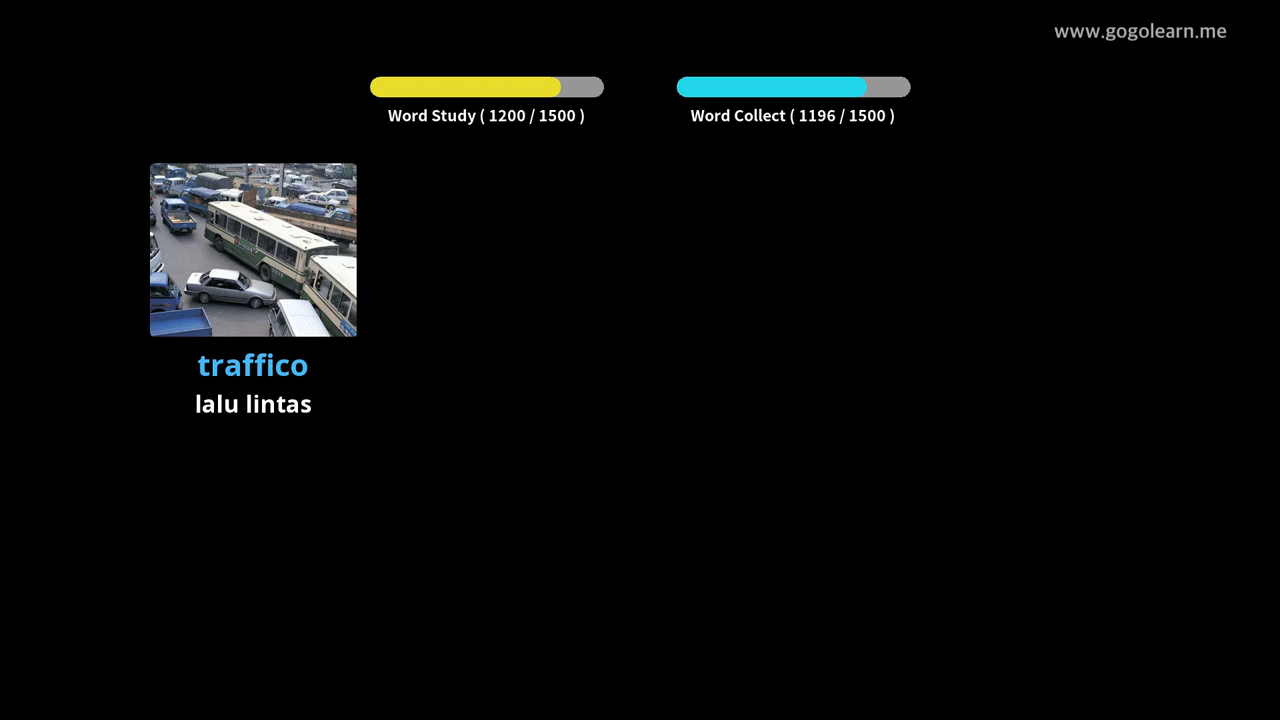 www.gogolearn.me
Word Study ( 1200 / 1500 )
Word Collect ( 1196 / 1500 )
traffico
lalu lintas